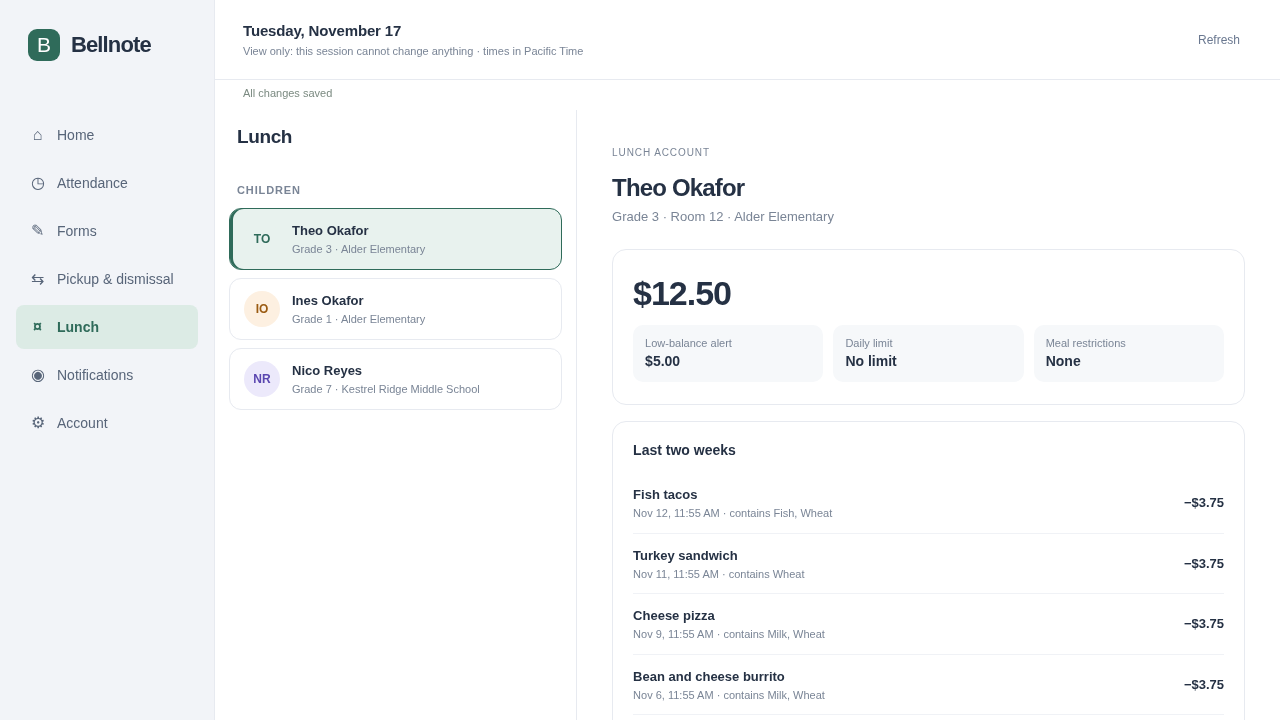 B Bellnote
Home
Attendance
Forms
Pickup & dismissal
Lunch
Notifications
Account
Tuesday, November 17
View only: this session cannot change anything · times in Pacific Time
Refresh
All changes saved
Lunch
CHILDREN
TO
Theo Okafor
Grade 3 · Alder Elementary
IO
Ines Okafor
Grade 1 · Alder Elementary
NR
Nico Reyes
Grade 7 · Kestrel Ridge Middle School
LUNCH ACCOUNT
Theo Okafor
Grade 3 · Room 12 · Alder Elementary
$12.50
Low-balance alert
$5.00
Daily limit
No limit
Meal restrictions
None
Last two weeks
Fish tacos
Nov 12, 11:55 AM · contains Fish, Wheat
−$3.75
Turkey sandwich
Nov 11, 11:55 AM · contains Wheat
−$3.75
Cheese pizza
Nov 9, 11:55 AM · contains Milk, Wheat
−$3.75
Bean and cheese burrito
Nov 6, 11:55 AM · contains Milk, Wheat
−$3.75